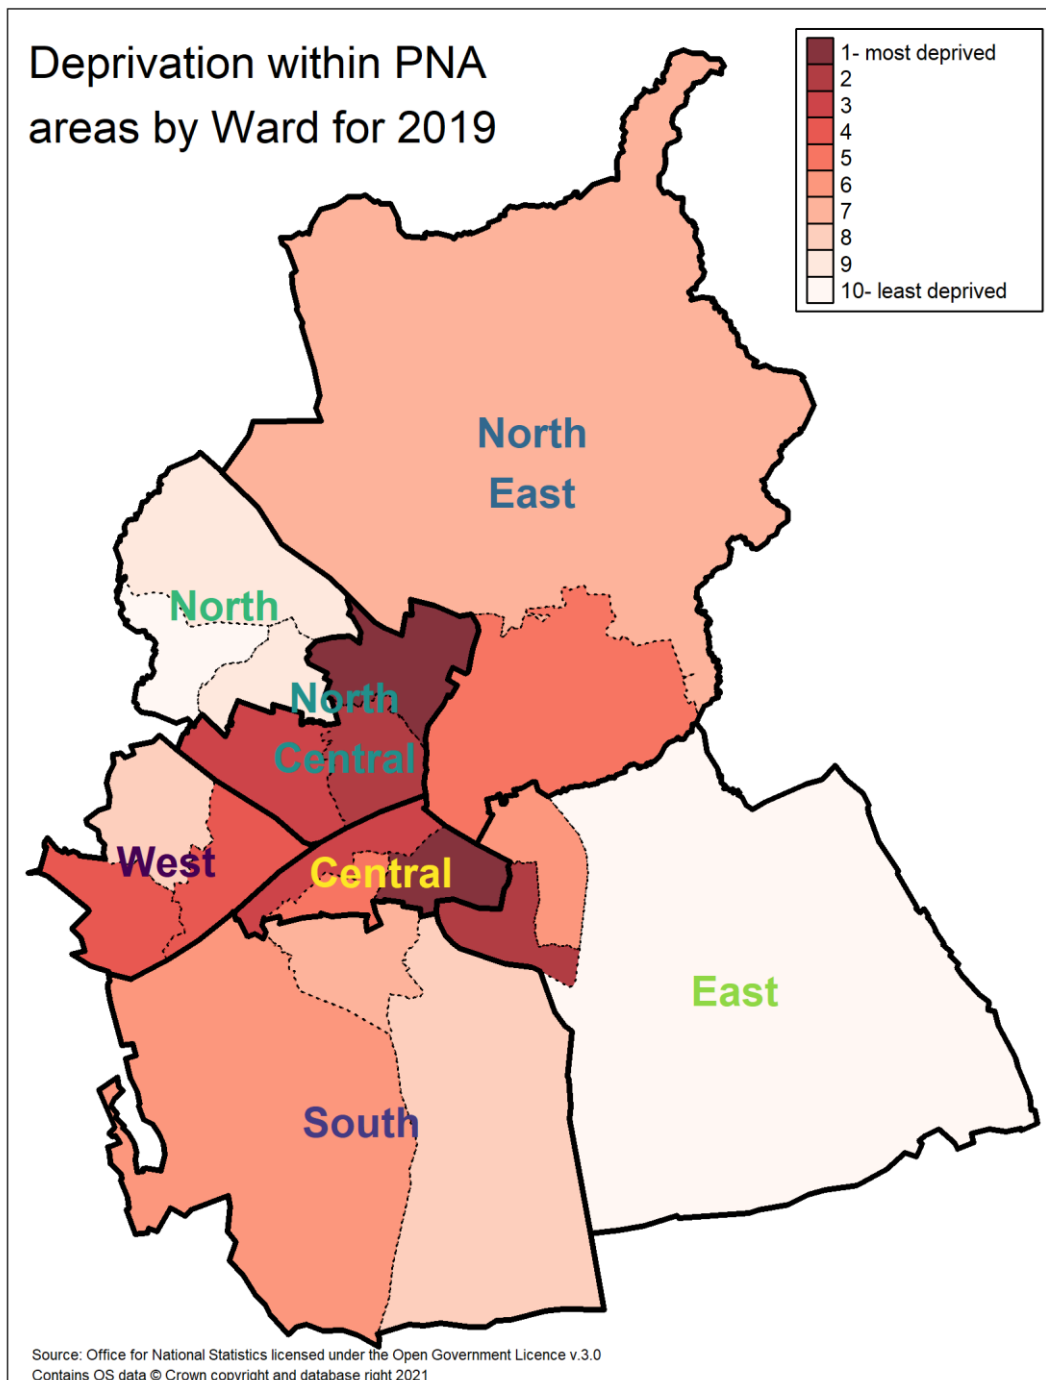 Deprivation within PNA
areas by Ward for 2019
1- most deprived
2
3
4
5
6
7
8
9
10- least deprived
North
East
North
North
Central
West
Central
East
South
Source: Office for National Statistics licensed under the Open Government Licence v.3.0
Contains OS data © Crown copyright and database right 2021